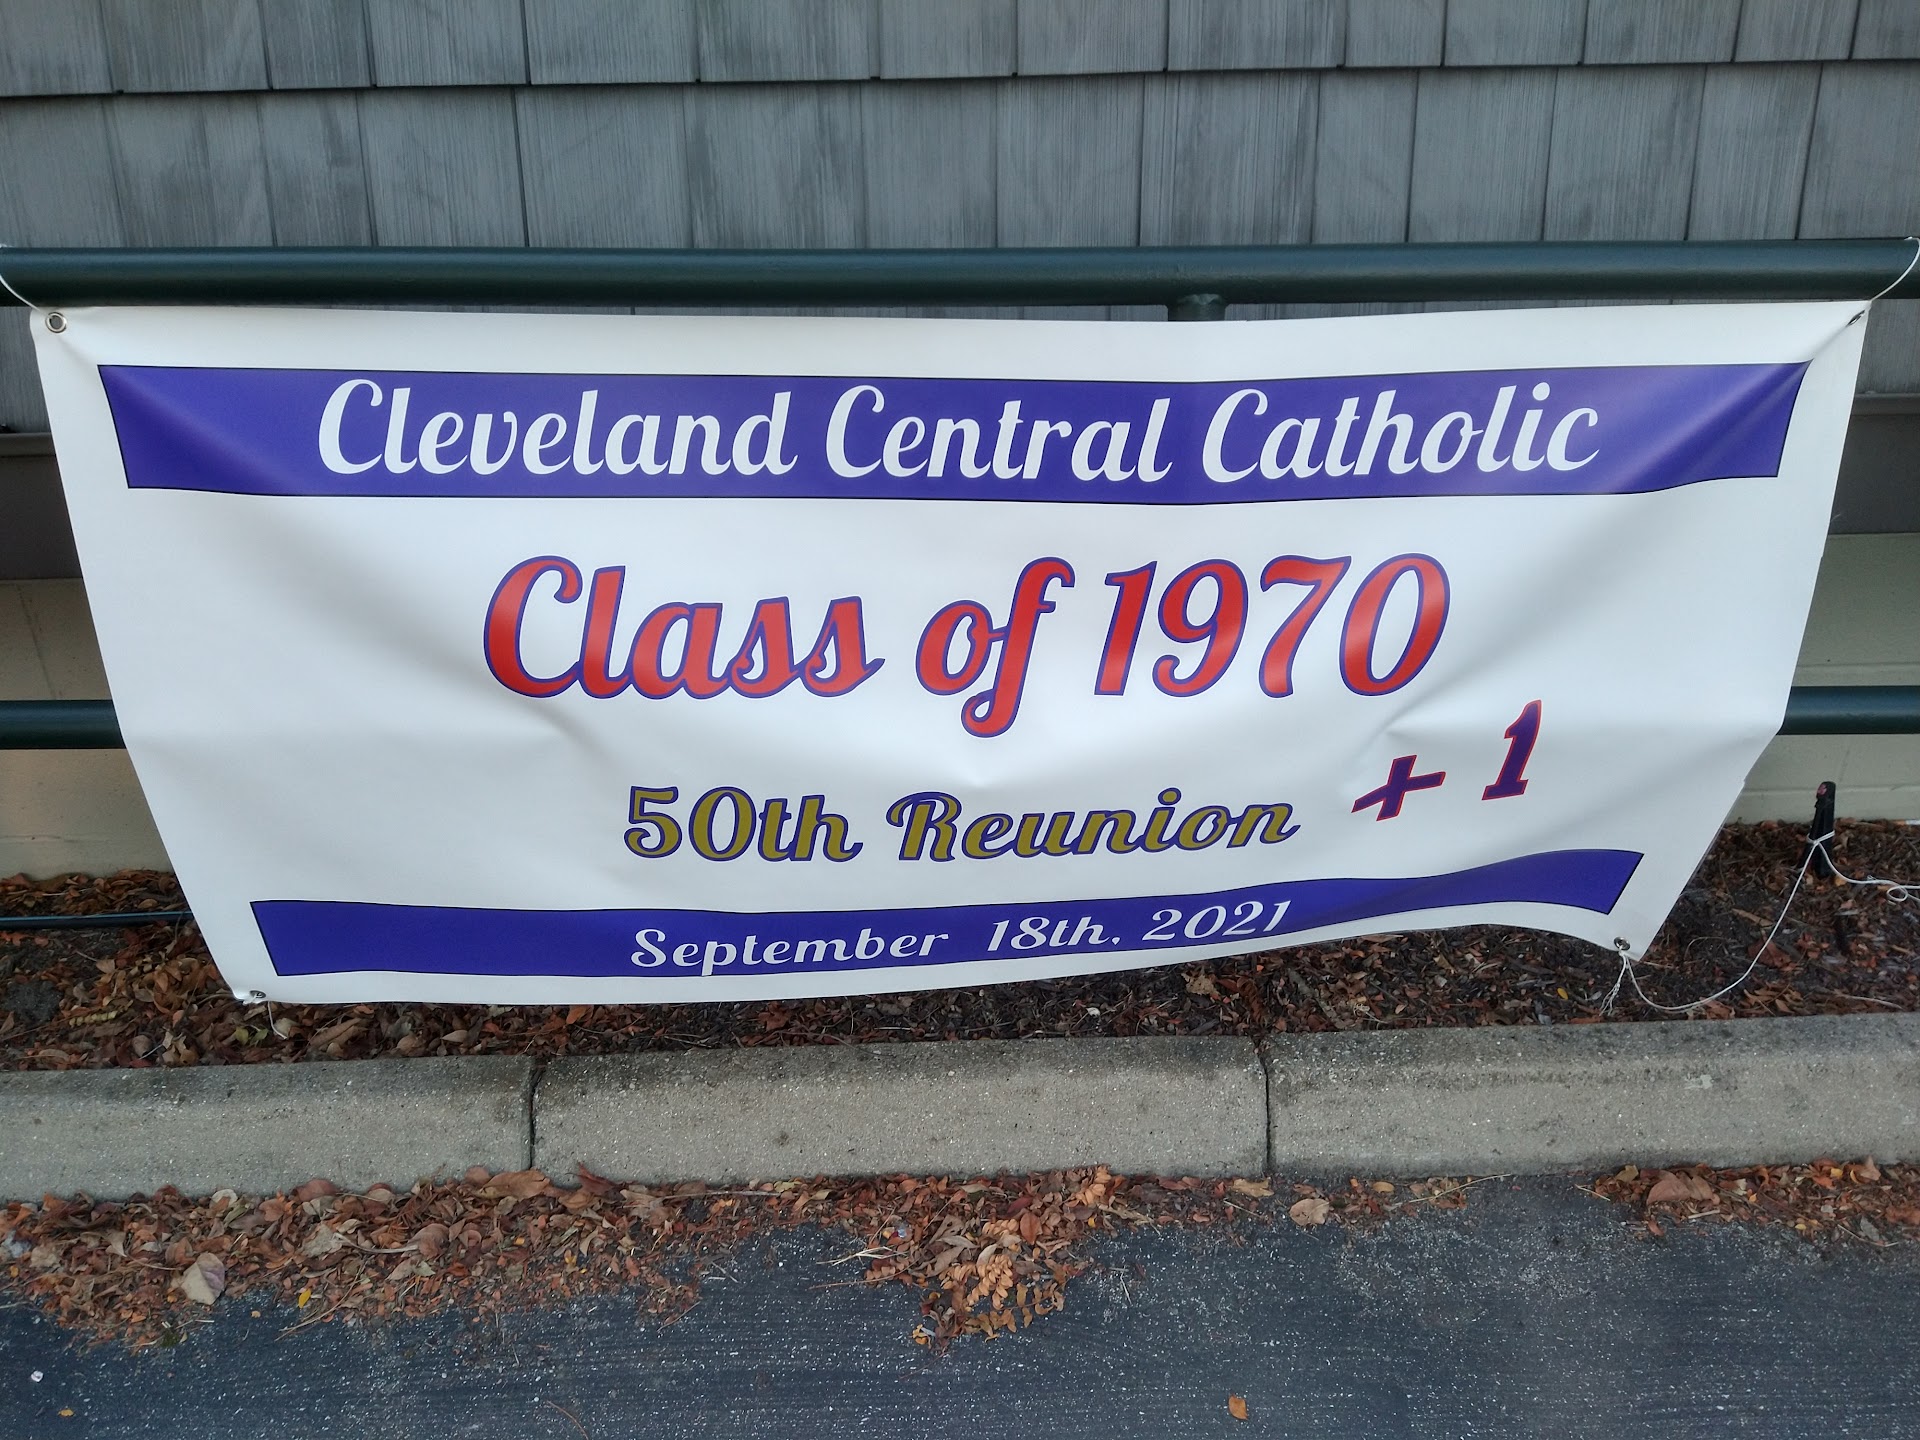 Cleveland Central Catholic
Class of 1970
50th Reunion + 1
September 18th, 2021